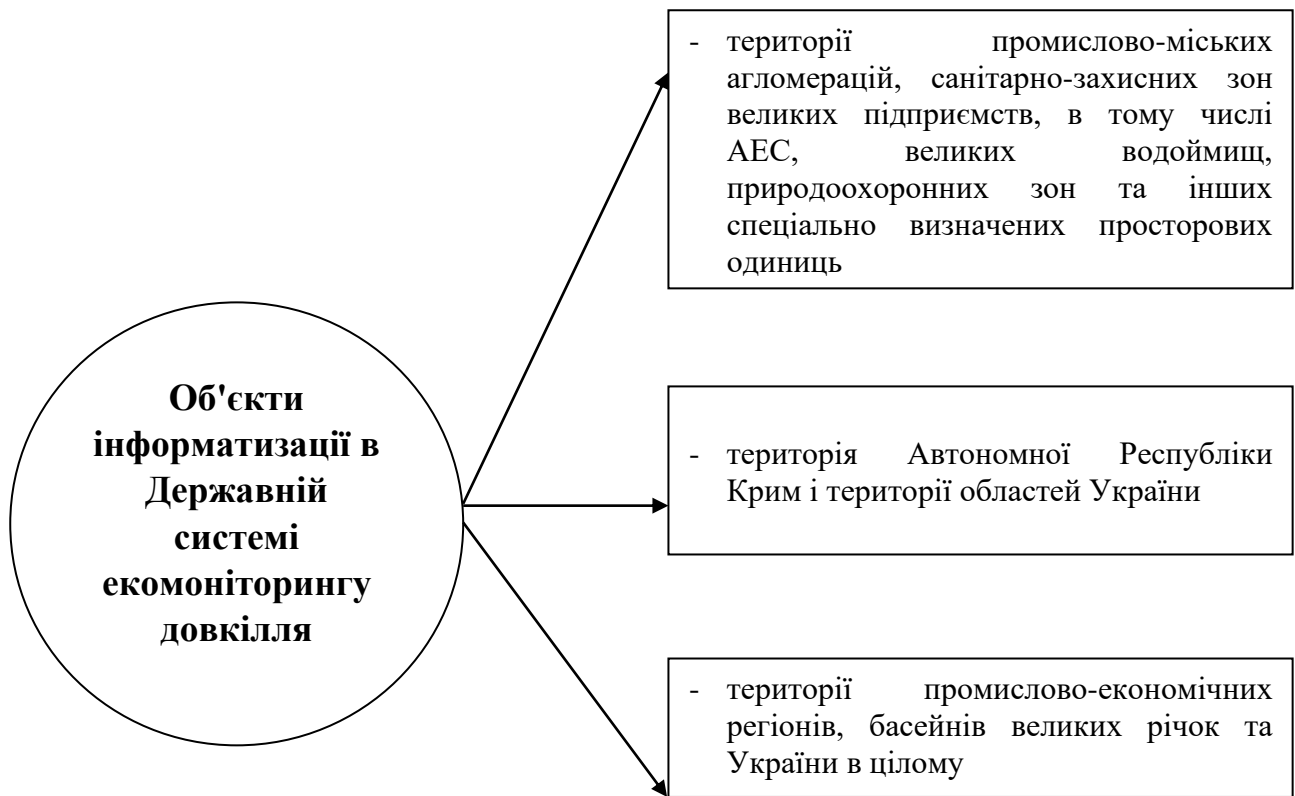 Об'єкти
інформатизації в
Державній
системі
екомоніторингу
довкілля
- території промислово-міських
агломерацій, санітарно-захисних зон
великих підприємств, в тому числі
АЕС, великих водоймищ,
природоохоронних зон та інших
спеціально визначених просторових
одиниць
- територія Автономної Республіки
Крим і території областей України
- території промислово-економічних
регіонів, басейнів великих річок та
України в цілому